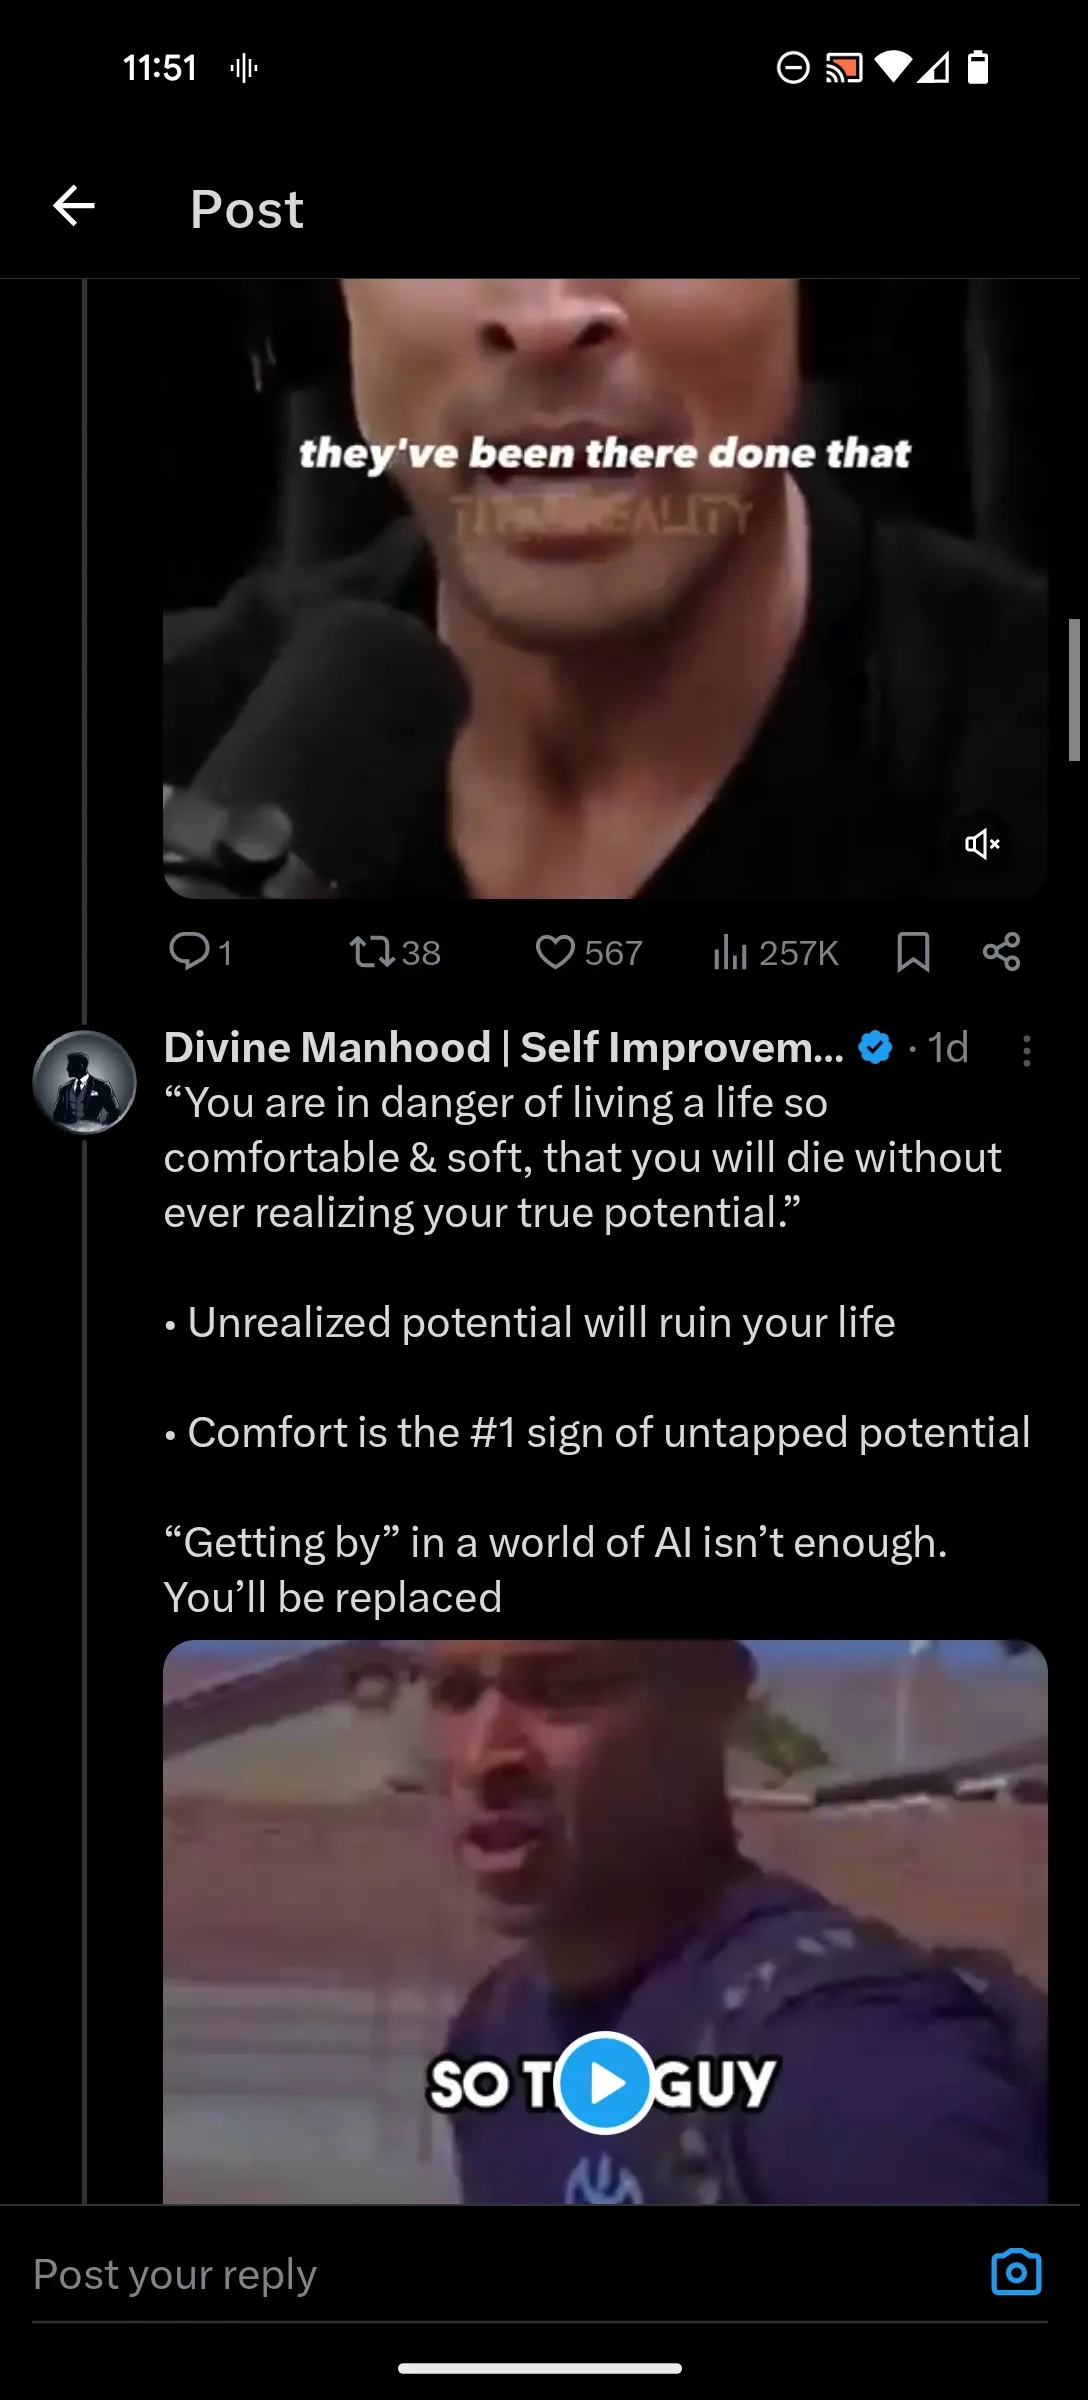 11:51
Post
they've been there done that
1
38
567
257K
Divine Manhood | Self Improvem... · 1d
“You are in danger of living a life so
comfortable & soft, that you will die without
ever realizing your true potential.”
• Unrealized potential will ruin your life
• Comfort is the #1 sign of untapped potential
“Getting by” in a world of AI isn’t enough.
You’ll be replaced
SO T GUY
Post your reply